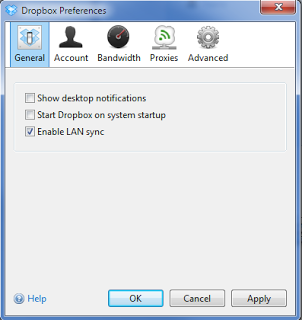 Dropbox Preferences
General Account Bandwidth Proxies Advanced
Show desktop notifications
Start Dropbox on system startup
Enable LAN sync
Help OK Cancel Apply